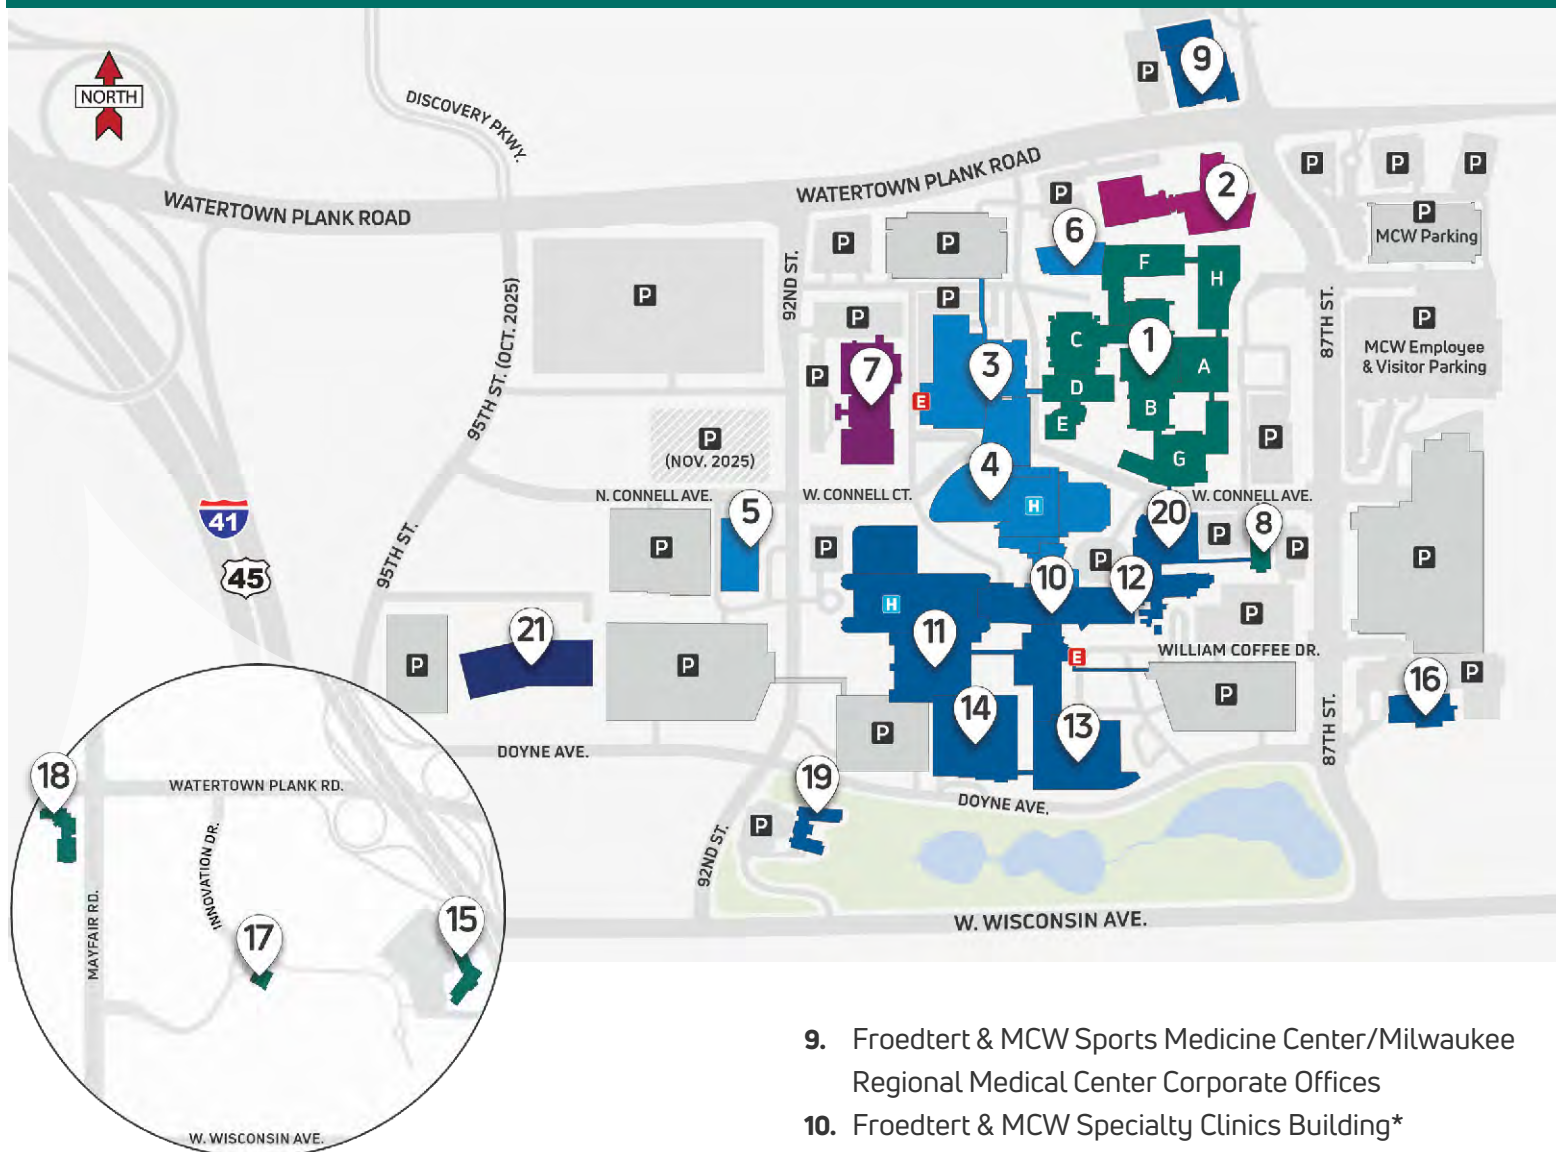 9
P
NORTH
DISCOVERY PKWY.
WATERTOWN PLANK ROAD
P
P
P
WATERTOWN PLANK ROAD
P
2
P
MCW Parking
6
P
P
F
H
92ND ST.
P
P
P
95TH ST. (OCT. 2025)
P
MCW Employee
& Visitor Parking
87TH ST.
C
1
3
A
7
P
D
E
B
E
P
(NOV. 2025)
P
G
4
N. CONNELL AVE.
W. CONNELL CT.
W. CONNELL AVE.
5
H
20
8
41
P
P
P
P
P
P
45
95TH ST.
10
12
H
P
21
11
WILLIAM COFFEE DR.
E
P
P
P
16
P
14
13
P
87TH ST.
DOYNE AVE.
18
19
WATERTOWN PLANK RD.
DOYNE AVE.
P
92ND ST.
INNOVATION DR.
15
W. WISCONSIN AVE.
17
MAYFAIR RD.
W. WISCONSIN AVE.
9. Froedtert & MCW Sports Medicine Center/Milwaukee
Regional Medical Center Corporate Offices
10. Froedtert & MCW Specialty Clinics Building*